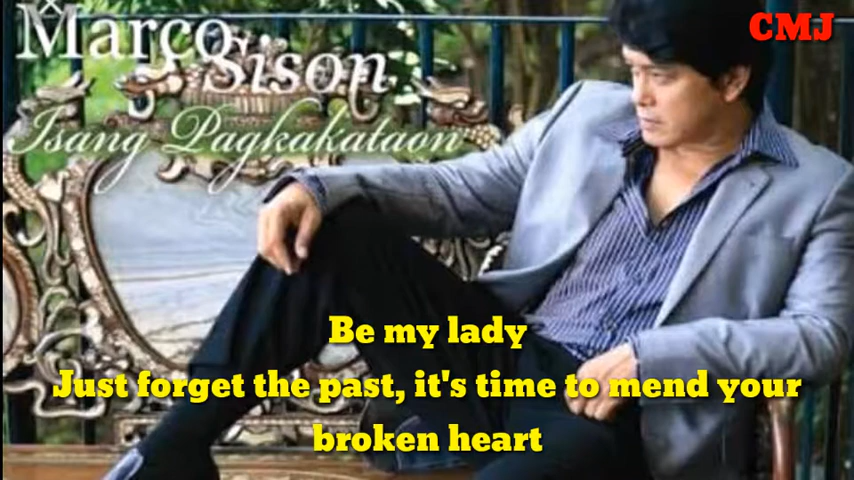 Marco
Sison
CMJ
Isang Pagkakataon
Be my lady
Just forget the past, it's time to mend your
broken heart